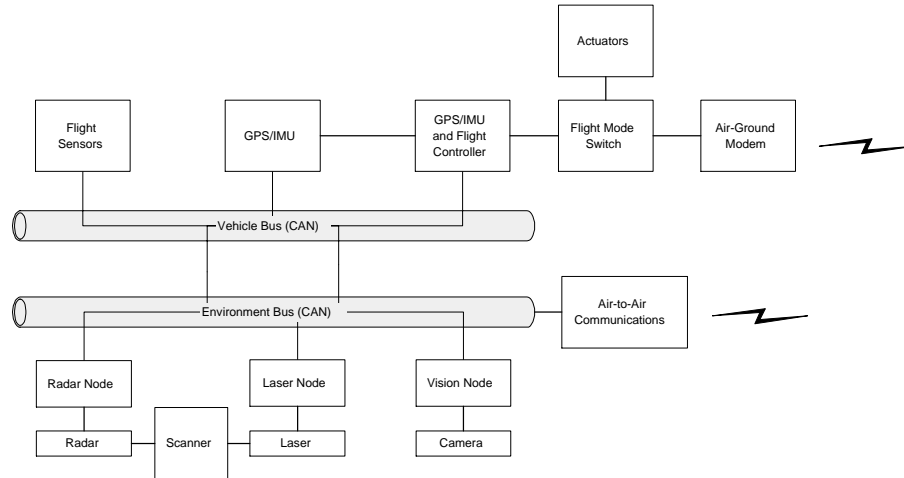 Actuators
Flight
Sensors
GPS/IMU
GPS/IMU
and Flight
Controller
Flight Mode
Switch
Air-Ground
Modem
Vehicle Bus (CAN)
Environment Bus (CAN)
Air-to-Air
Communications
Radar Node
Laser Node
Vision Node
Radar
Scanner
Laser
Camera